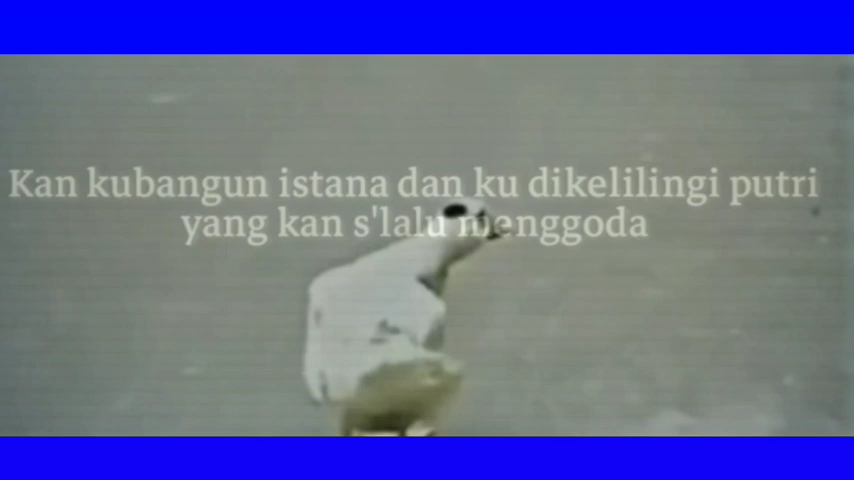 Kan kubangun istana dan ku dikelilingi putri
yang kan s'lalu menggoda